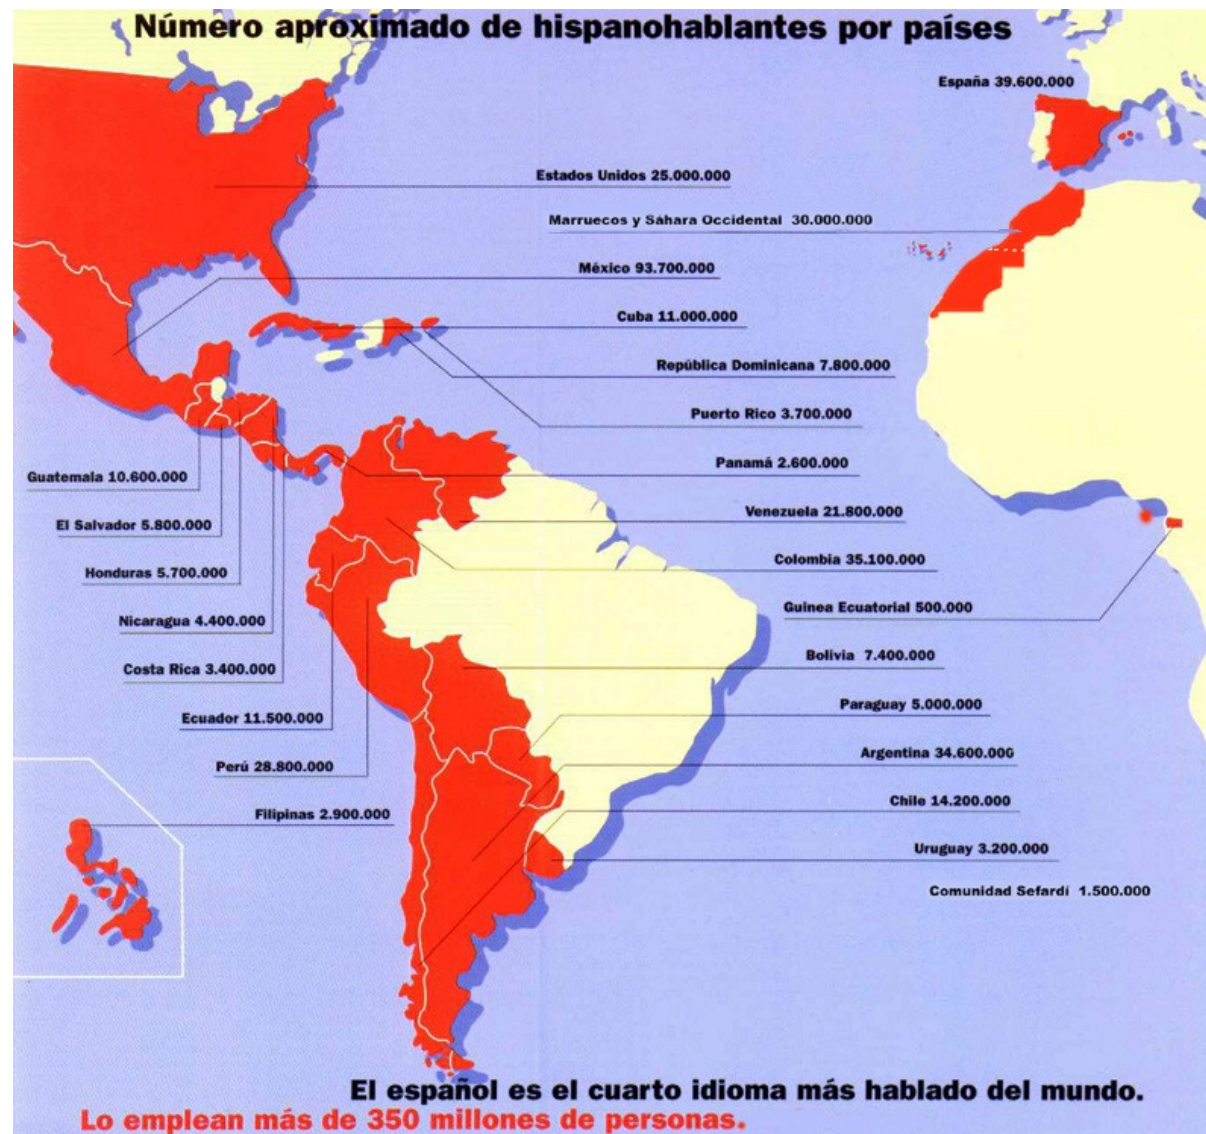 Número aproximado de hispanohablantes por países
España 39.600.000
Estados Unidos 25.000.000
Marruecos y Sáhara Occidental 30.000.000
México 93.700.000
Cuba 11.000.000
República Dominicana 7.800.000
Puerto Rico 3.700.000
Panamá 2.600.000
Guatemala 10.600.000
Venezuela 21.800.000
El Salvador 5.800.000
Colombia 35.100.000
Honduras 5.700.000
Guinea Ecuatorial 500.000
Nicaragua 4.400.000
Bolivia 7.400.000
Costa Rica 3.400.000
Paraguay 5.000.000
Ecuador 11.500.000
Argentina 34.600.000
Perú 28.800.000
Chile 14.200.000
Filipinas 2.900.000
Uruguay 3.200.000
Comunidad Sefardí 1.500.000
El español es el cuarto idioma más hablado del mundo.
Lo emplean más de 350 millones de personas.